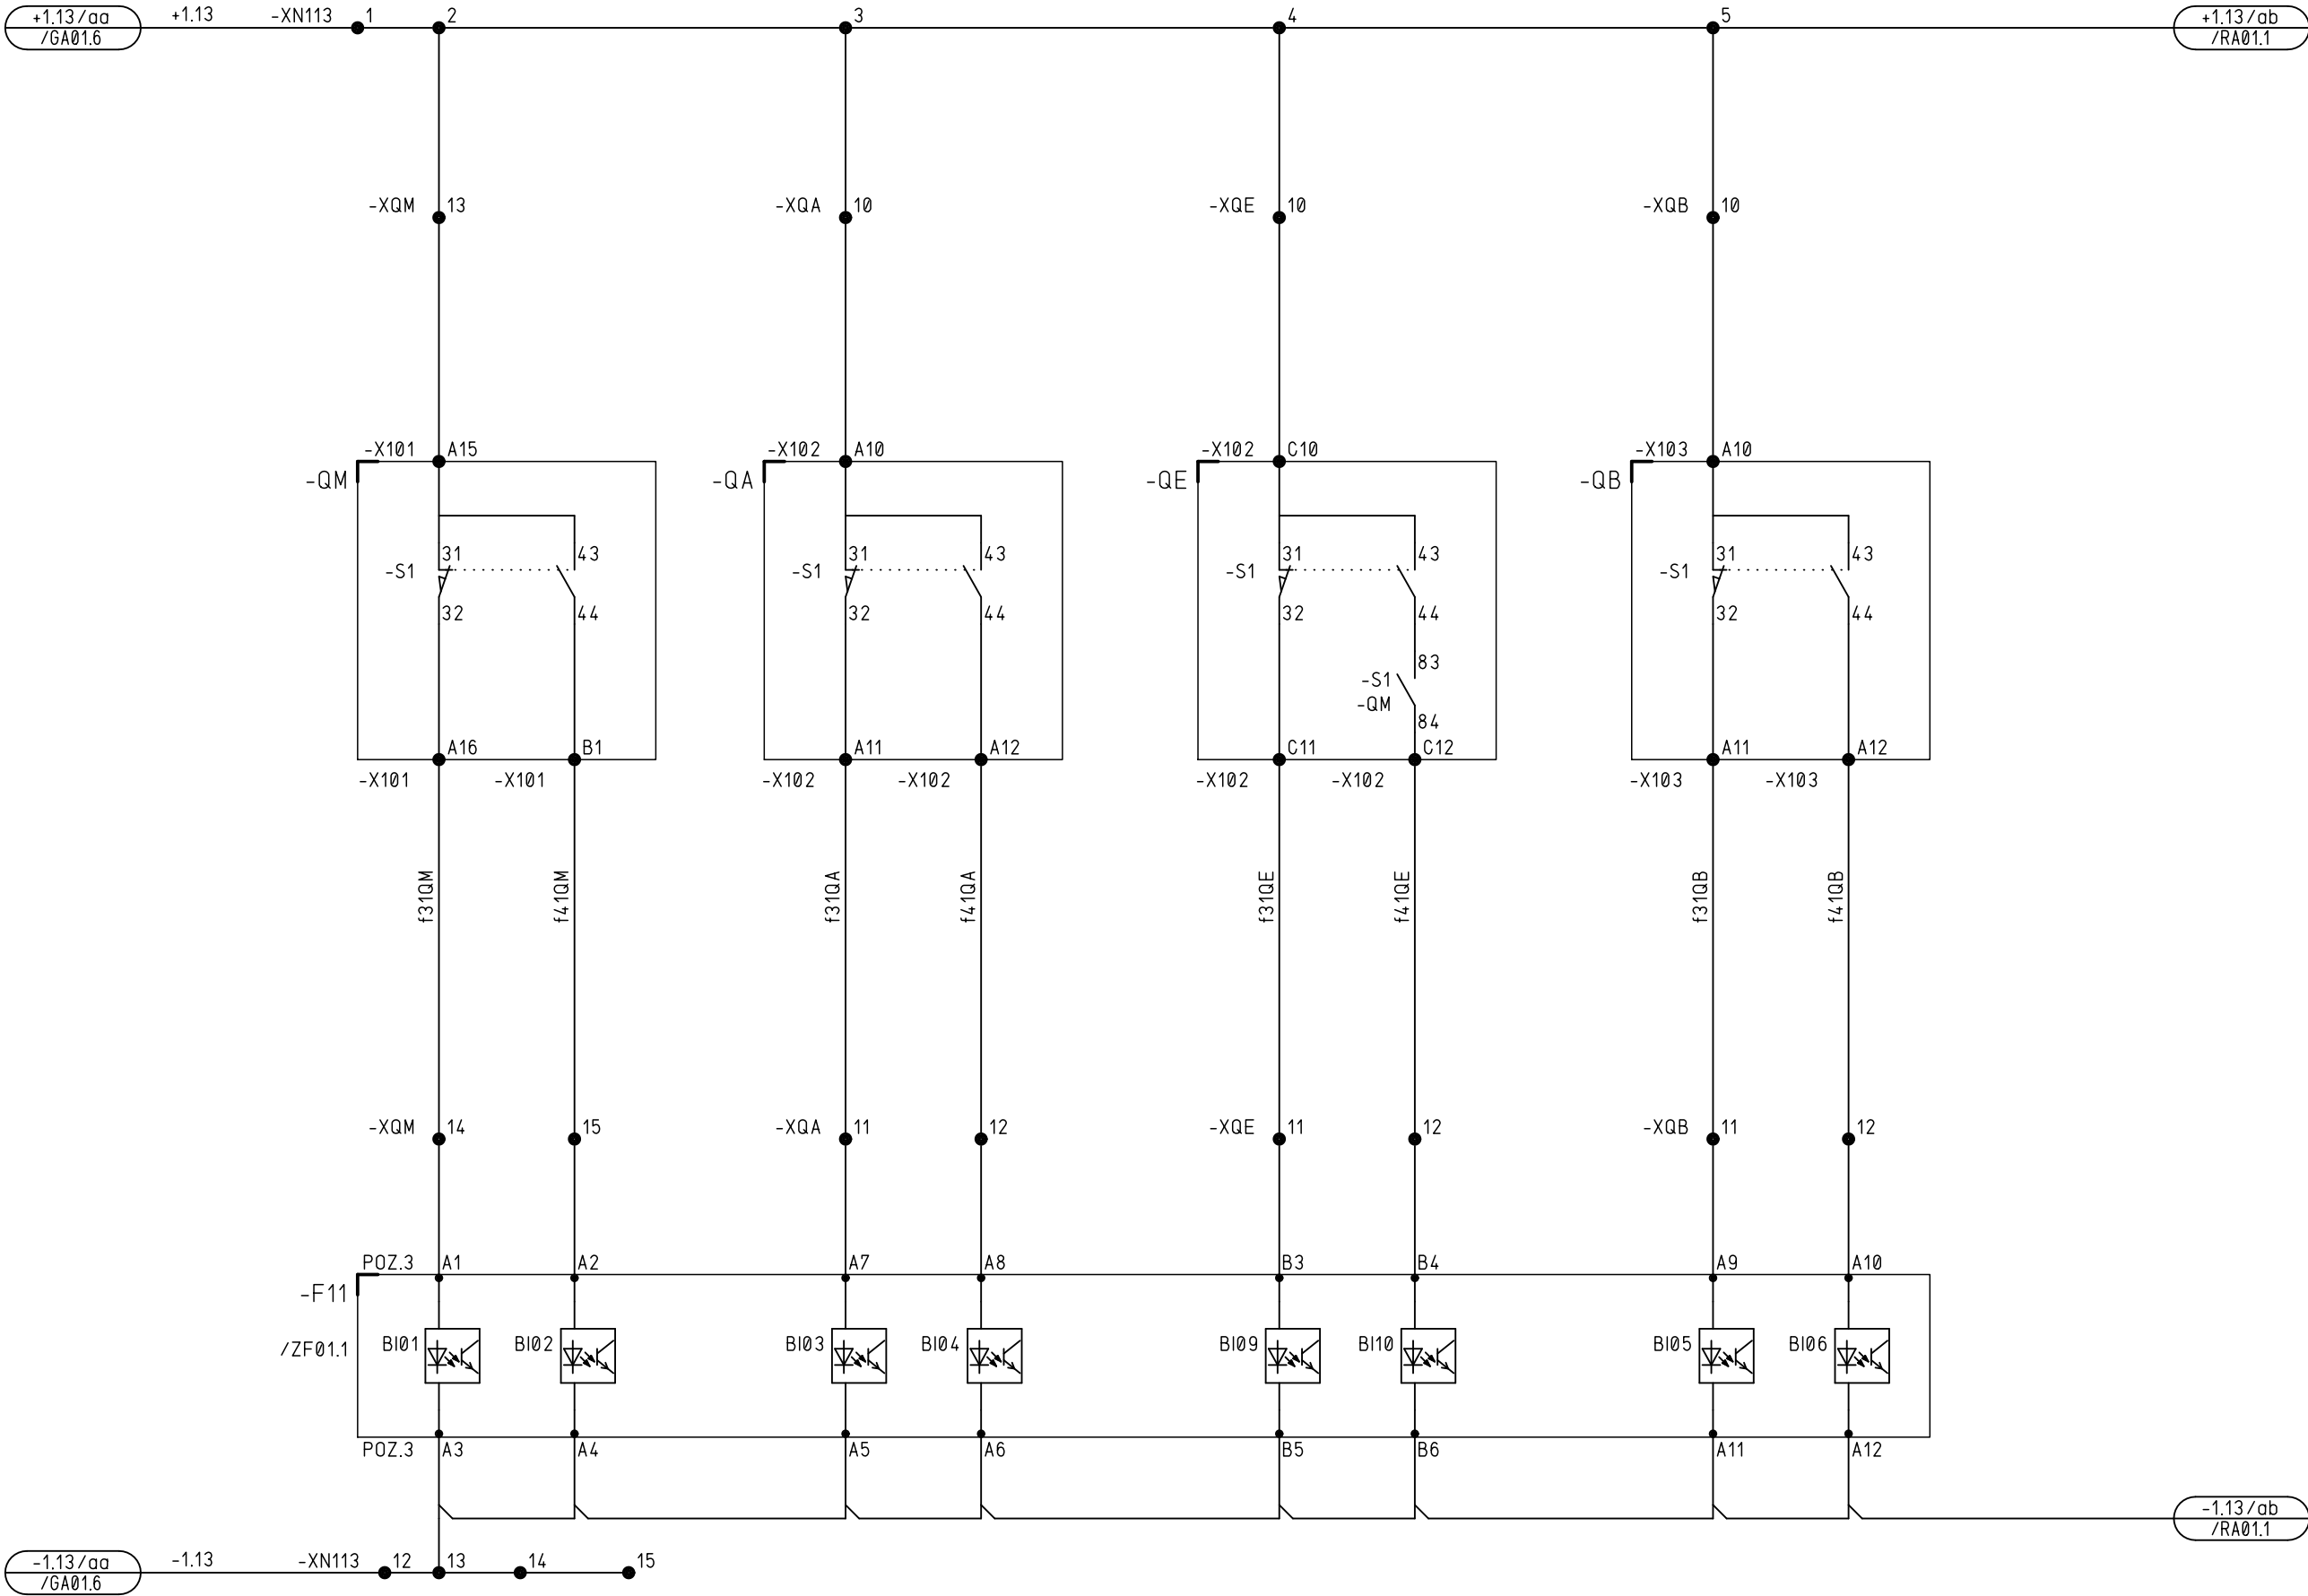 +1.13/aa +1.13 -XN113 1 2 3 4 5 +1.13/ab
/GA01.6 /RA01.1
-XQM 13 -XQA 10 -XQE 10 -XQB 10
-X101 A15 -X102 A10 -X102 C10 -X103 A10
-QM -QA -QE -QB
31 43 31 43 31 43 31 43
-S1 -S1 -S1 -S1
32 44 32 44 32 44 32 44
83
-S1
-QM
84
A16 B1 A11 A12 C11 C12 A11 A12
-X101 -X101 -X102 -X102 -X102 -X102 -X103 -X103
f31QM f41QM f31QA f41QA f31QE f41QE f31QB f41QB
-XQM 14 15 -XQA 11 12 -XQE 11 12 -XQB 11 12
POZ.3 A1 A2 A7 A8 B3 B4 A9 A10
-F11
/ZF01.1 BI01 BI02 BI03 BI04 BI09 BI10 BI05 BI06
POZ.3 A3 A4 A5 A6 B5 B6 A11 A12
-1.13/ab
/RA01.1
-1.13/aa -1.13 -XN113 12 13 14 15
/GA01.6